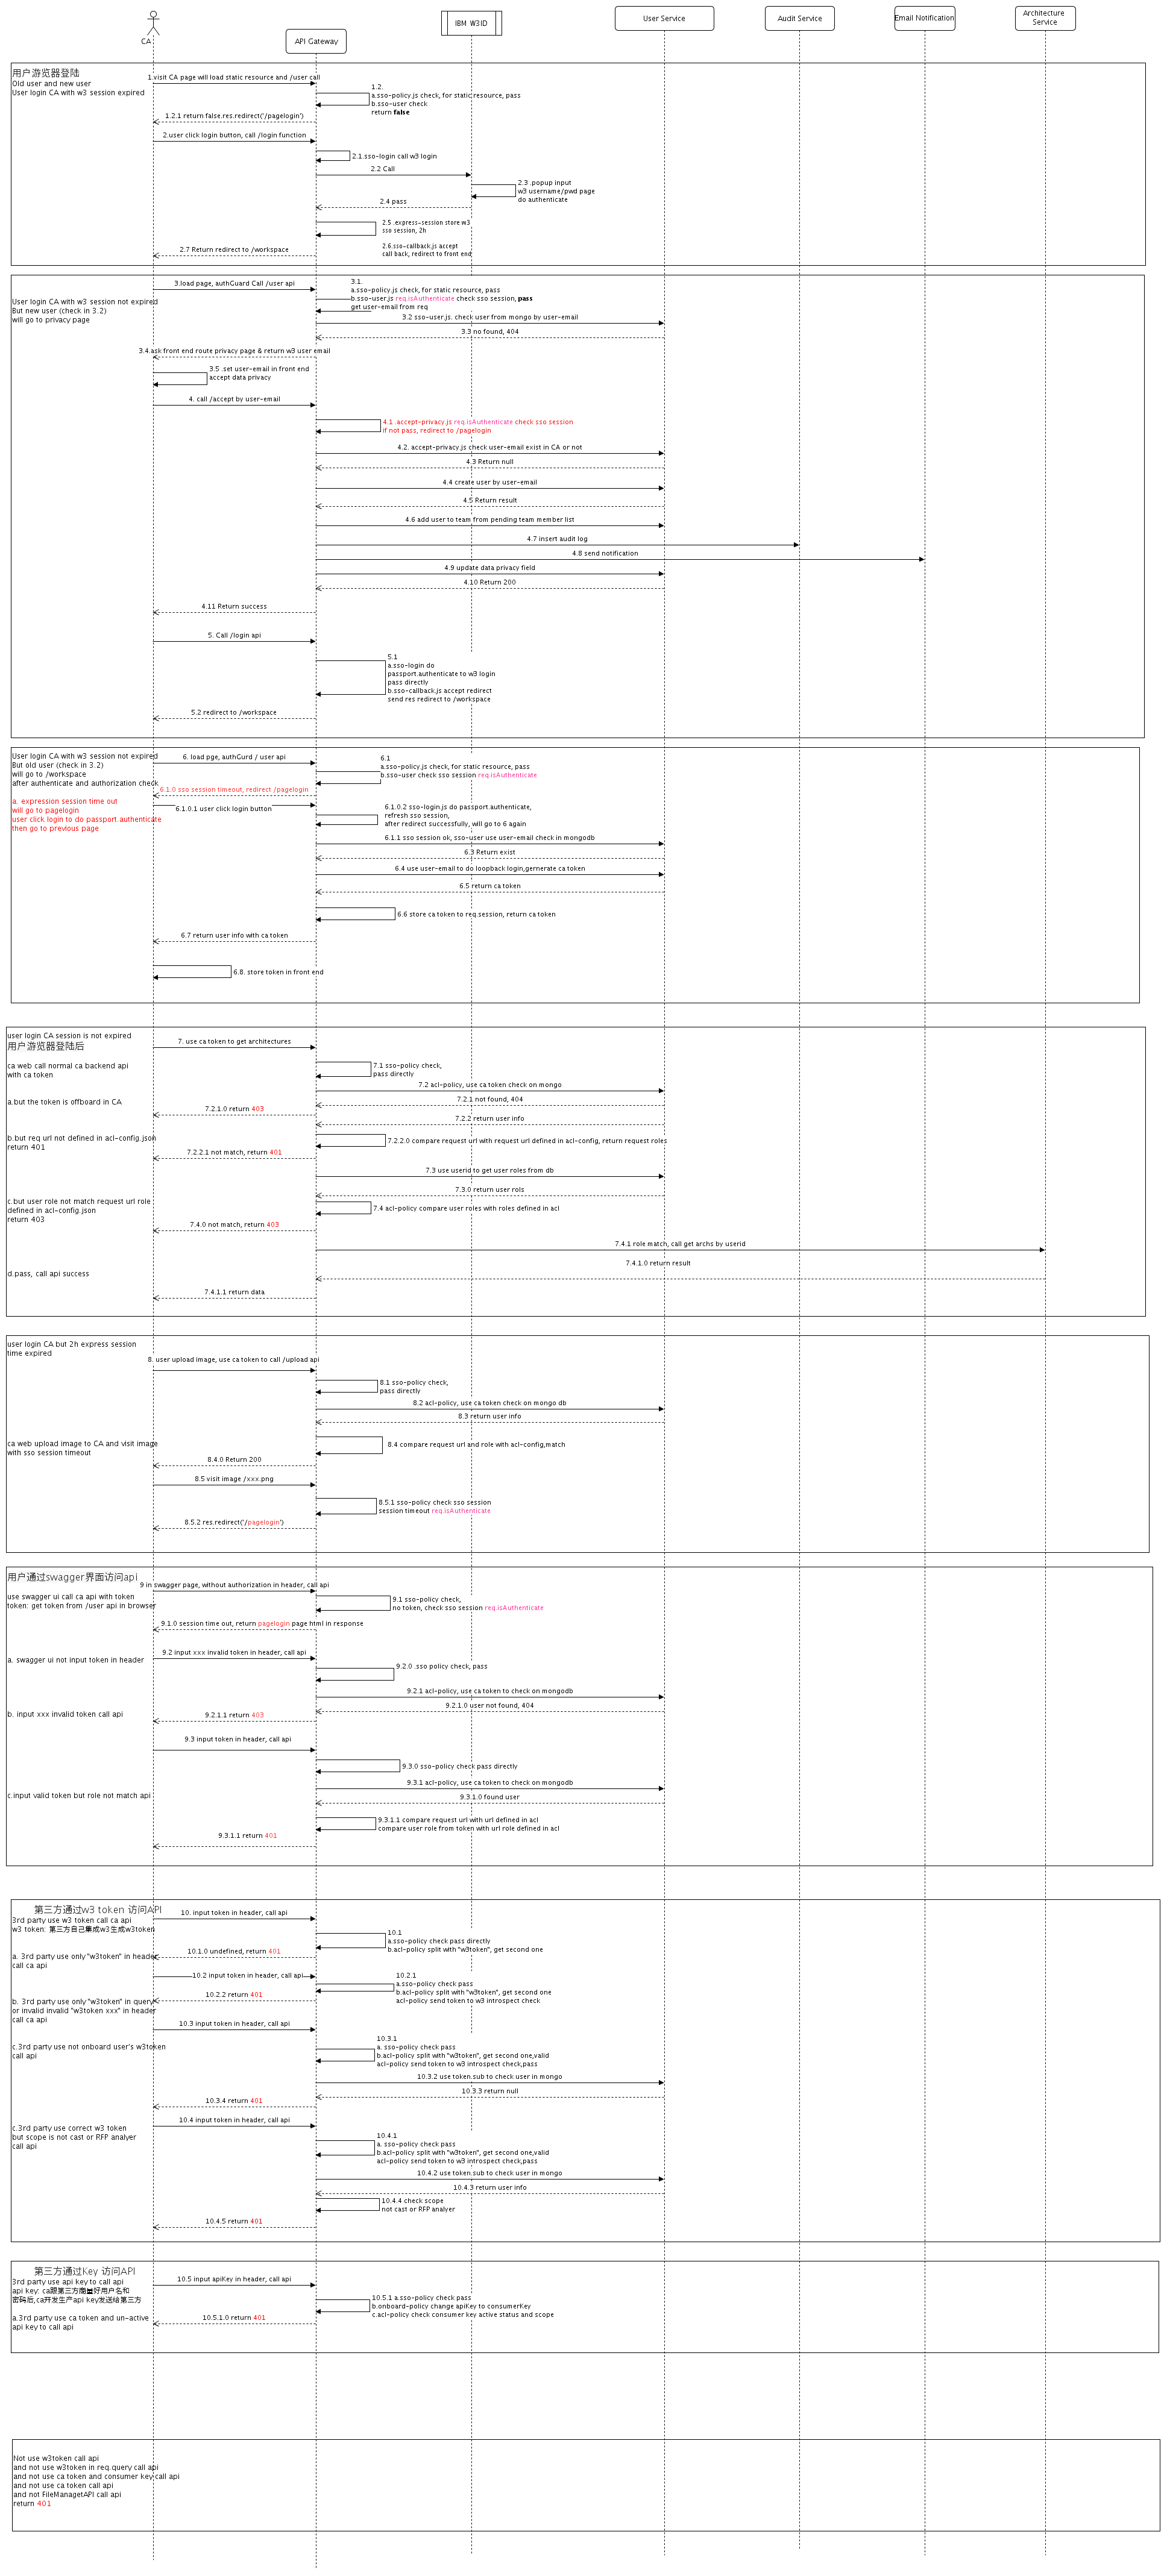 CA
API Gateway
IBM W3ID
User Service
Audit Service
Email Notification
Architecture
Service
用户游览器登陆
Old user and new user
User login CA with w3 session expired
1.visit CA page will load static resource and /user call
1.2.
a.sso-policy.js check, for static resource, pass
b.sso-user check
return false
1.2.1 return false.res.redirect('/pagelogin')
2.user click login button, call /login function
2.1.sso-login call w3 login
2.2 Call
2.3 .popup input
w3 username/pwd page
do authenticate
2.4 pass
2.5 .express-session store w3
sso session, 2h
2.6.sso-callback.js accept
call back, redirect to front end
2.7 Return redirect to /workspace
User login CA with w3 session not expired
But new user (check in 3.2)
will go to privacy page
3.load page, authGuard Call /user api
3.1.
a.sso-policy.js check, for static resource, pass
b.sso-user.js req.isAuthenticate check sso session, pass
get user-email from req
3.2 sso-user.js. check user from mongo by user-email
3.3 no found, 404
3.4.ask front end route privacy page & return w3 user email
3.5 .set user-email in front end
accept data privacy
4. call /accept by user-email
4.1 .accept-privacy.js req.isAuthenticate check sso session
if not pass, redirect to /pagelogin
4.2. accept-privacy.js check user-email exist in CA or not
4.3 Return null
4.4 create user by user-email
4.5 Return result
4.6 add user to team from pending team member list
4.7 insert audit log
4.8 send notification
4.9 update data privacy field
4.10 Return 200
4.11 Return success
5. Call /login api
5.1
a.sso-login do
passport.authenticate to w3 login
pass directly
b.sso-callback.js accept redirect
send res redirect to /workspace
5.2 redirect to /workspace
User login CA with w3 session not expired
But old user (check in 3.2)
will go to /workspace
after authenticate and authorization check
a. expression session time out
will go to pagelogin
user click login to do passport.authenticate
then go to previous page
6. load pge, authGurd / user api
6.1
a.sso-policy.js check, for static resource, pass
b.sso-user check sso session req.isAuthenticate
6.1.0 sso session timeout, redirect /pagelogin
6.1.0.1 user click login button
6.1.0.2 sso-login.js do passport.authenticate,
refresh sso session,
after redirect successfully, will go to 6 again
6.1.1 sso session ok, sso-user use user-email check in mongodb
6.3 Return exist
6.4 use user-email to do loopback login,gernerate ca token
6.5 return ca token
6.6 store ca token to req.session, return ca token
6.7 return user info with ca token
6.8. store token in front end
user login CA session is not expired
用户游览器登陆后
ca web call normal ca backend api
with ca token
a.but the token is offboard in CA
b.but req url not defined in acl-config.json
return 401
c.but user role not match request url role
defined in acl-config.json
return 403
d.pass, call api success
7. use ca token to get architectures
7.1 sso-policy check,
pass directly
7.2 acl-policy, use ca token check on mongo
7.2.1 not found, 404
7.2.1.0 return 403
7.2.2 return user info
7.2.2.0 compare request url with request url defined in acl-config, return request roles
7.2.2.1 not match, return 401
7.3 use userid to get user roles from db
7.3.0 return user rols
7.4 acl-policy compare user roles with roles defined in acl
7.4.0 not match, return 403
7.4.1 role match, call get archs by userid
7.4.1.0 return result
7.4.1.1 return data
user login CA but 2h express session
time expired
ca web upload image to CA and visit image
with sso session timeout
8. user upload image, use ca token to call /upload api
8.1 sso-policy check,
pass directly
8.2 acl-policy, use ca token check on mongo db
8.3 return user info
8.4 compare request url and role with acl-config,match
8.4.0 Return 200
8.5 visit image /xxx.png
8.5.1 sso-policy check sso session
session timeout req.isAuthenticate
8.5.2 res.redirect('/pagelogin')
用户通过swagger界面访问api
use swagger ui call ca api with token
token: get token from /user api in browser
a. swagger ui not input token in header
b. input xxx invalid token call api
c.input valid token but role not match api
9 in swagger page, without authorization in header, call api
9.1 sso-policy check,
no token, check sso session req.isAuthenticate
9.1.0 session time out, return pagelogin page html in response
9.2 input xxx invalid token in header, call api
9.2.0 .sso policy check, pass
9.2.1 acl-policy, use ca token to check on mongodb
9.2.1.0 user not found, 404
9.2.1.1 return 403
9.3 input token in header, call api
9.3.0 sso-policy check pass directly
9.3.1 acl-policy, use ca token to check on mongodb
9.3.1.0 found user
9.3.1.1 compare request url with url defined in acl
compare user role from token with url role defined in acl
9.3.1.1 return 401
第三方通过w3 token 访问API
3rd party use w3 token call ca api
w3 token: 第三方自己集成w3生成w3token
a. 3rd party use only "w3token" in header
call ca api
b. 3rd party use only "w3token" in query
or invalid invalid "w3token xxx" in header
call ca api
c.3rd party use not onboard user's w3token
call api
c.3rd party use correct w3 token
but scope is not cast or RFP analyer
call api
10. input token in header, call api
10.1
a.sso-policy check pass directly
b.acl-policy split with "w3token", get second one
10.1.0 undefined, return 401
10.2 input token in header, call api
10.2.1
a.sso-policy check pass
b.acl-policy split with "w3token", get second one
acl-policy send token to w3 introspect check
10.2.2 return 401
10.3 input token in header, call api
10.3.1
a. sso-policy check pass
b.acl-policy split with "w3token", get second one,valid
acl-policy send token to w3 introspect check,pass
10.3.2 use token.sub to check user in mongo
10.3.3 return null
10.3.4 return 401
10.4 input token in header, call api
10.4.1
a. sso-policy check pass
b.acl-policy split with "w3token", get second one,valid
acl-policy send token to w3 introspect check,pass
10.4.2 use token.sub to check user in mongo
10.4.3 return user info
10.4.4 check scope
not cast or RFP analyer
10.4.5 return 401
第三方通过Key 访问API
3rd party use api key to call api
api key: ca跟第三方商量好用户名和
密码后,ca开发生产api key发送给第三方
a.3rd party use ca token and un-active
api key to call api
10.5 input apiKey in header, call api
10.5.1 a.sso-policy check pass
b.onboard-policy change apiKey to consumerKey
c.acl-policy check consumer key active status and scope
10.5.1.0 return 401
Not use w3token call api
and not use w3token in req.query call api
and not use ca token and consumer key call api
and not use ca token call api
and not FileManagetAPI call api
return 401